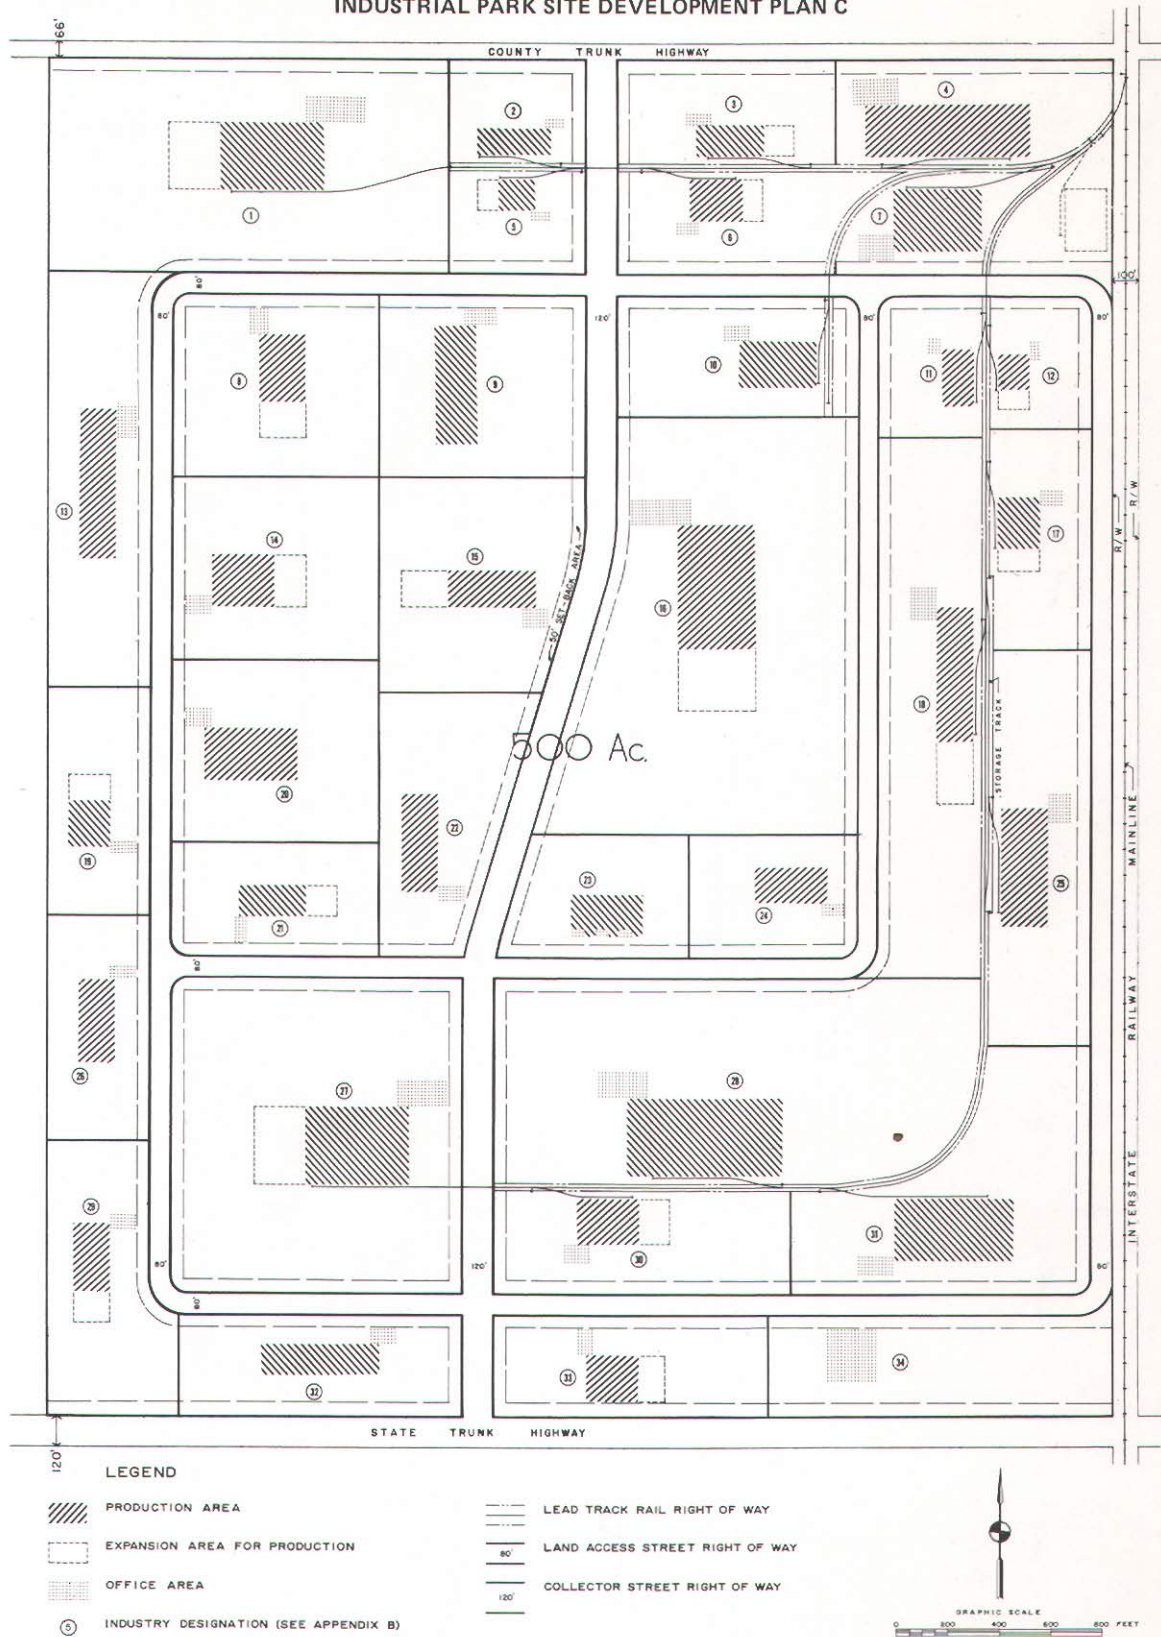 INDUSTRIAL PARK SITE DEVELOPMENT PLAN C
66'
COUNTY TRUNK HIGHWAY
2
3
4
1
5
6
7
80'
100'
80'
120'
80'
80'
8
9
10
11
12
13
14
15
50' SET-BACK AREA
16
17
R/W
R/W
18
STORAGE TRACK
500 Ac.
19
20
22
21
23
24
25
INTERSTATE RAILWAY MAINLINE
80'
26
27
28
29
30
31
80'
120'
80'
32
33
34
STATE TRUNK HIGHWAY
120'
LEGEND
PRODUCTION AREA
EXPANSION AREA FOR PRODUCTION
OFFICE AREA
5 INDUSTRY DESIGNATION (SEE APPENDIX B)
LEAD TRACK RAIL RIGHT OF WAY
80' LAND ACCESS STREET RIGHT OF WAY
120' COLLECTOR STREET RIGHT OF WAY
GRAPHIC SCALE
0 200 400 600 800 FEET